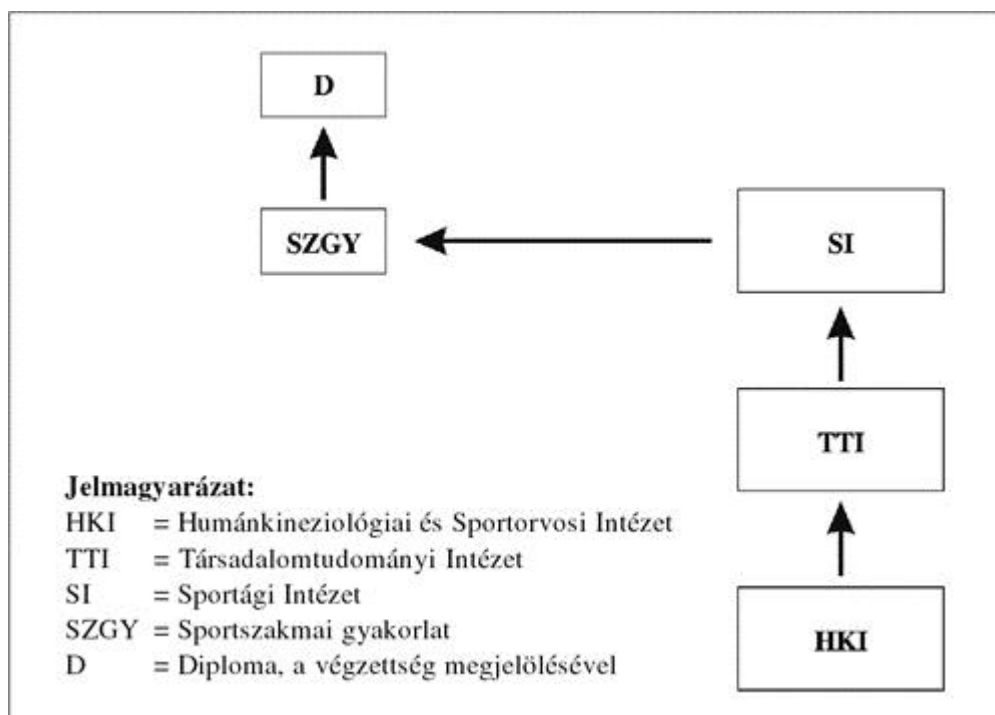 D
SZGY
SI
TTI
HKI
Jelmagyarázat:
HKI = Humánkineziológiai és Sportorvosi Intézet
TTI = Társadalomtudományi Intézet
SI = Sportági Intézet
SZGY = Sportszakmai gyakorlat
D = Diploma, a végzettség megjelölésével